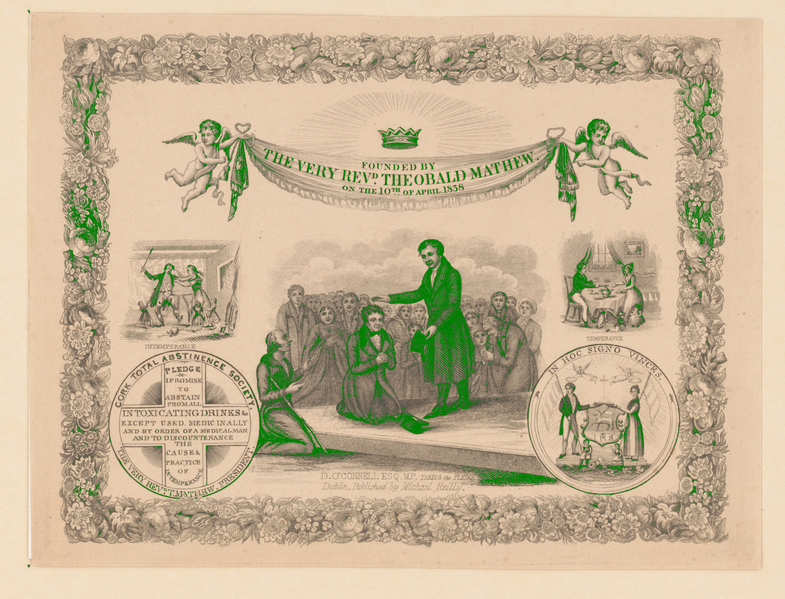 FOUNDED BY
THE VERY REVD. THEOBALD MATHEW.
ON THE 10TH OF APRIL 1838
INTEMPERANCE
TEMPERANCE
CORK TOTAL ABSTINENCE SOCIETY
PLEDGE
I PROMISE
TO
ABSTAIN
FROM ALL
INTOXICATING DRINKS &c
EXCEPT USED MEDICINALLY
AND BY ORDER OF A MEDICAL MAN
AND TO DISCOUNTENANCE
THE
CAUSE &
PRACTICE
OF
INTEMPERANCE
THE VERY REVD. T. MATHEW, PRESIDENT
IN HOC SIGNO VINCES.
D. O'CONNELL ESQ. M.P. TAKING the PLEDGE
Dublin, Published by Michael Reilly.